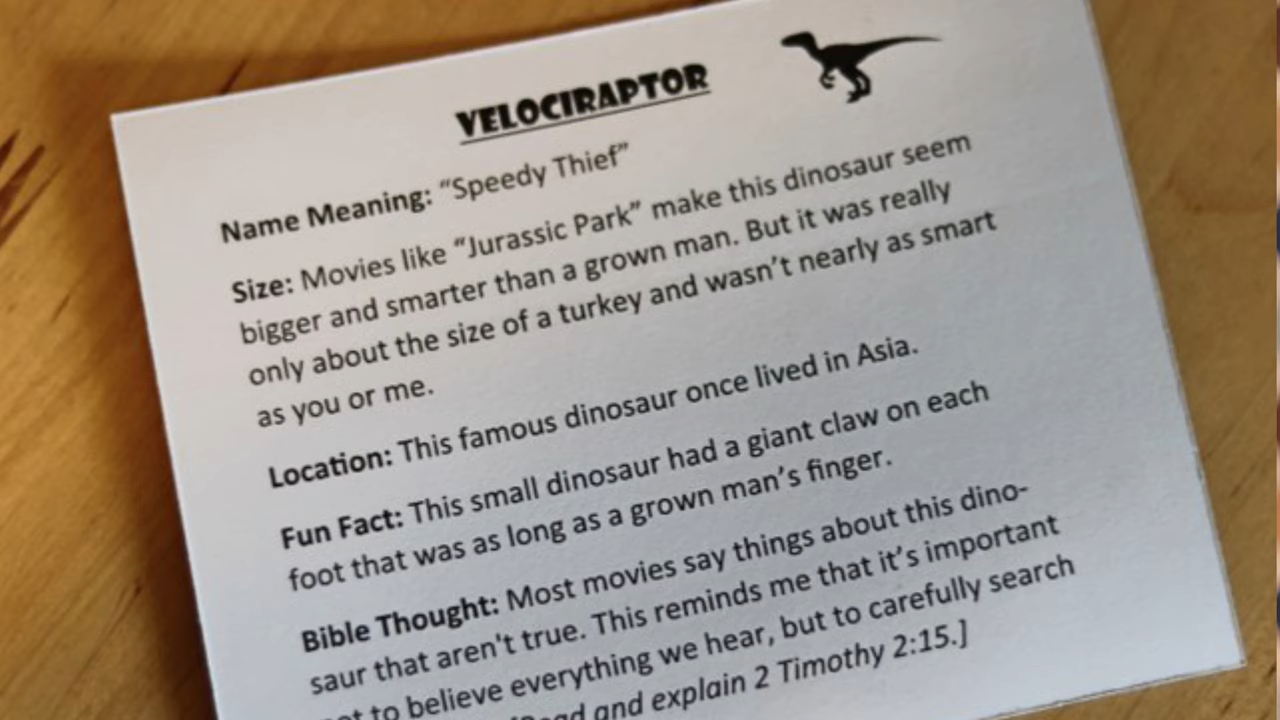 VELOCIRAPTOR
Name Meaning: “Speedy Thief”
Size: Movies like “Jurassic Park” make this dinosaur seem
bigger and smarter than a grown man. But it was really
only about the size of a turkey and wasn’t nearly as smart
as you or me.
Location: This famous dinosaur once lived in Asia.
Fun Fact: This small dinosaur had a giant claw on each
foot that was as long as a grown man’s finger.
Bible Thought: Most movies say things about this dino-
saur that aren't true. This reminds me that it’s important
to believe everything we hear, but to carefully search
and explain 2 Timothy 2:15.]